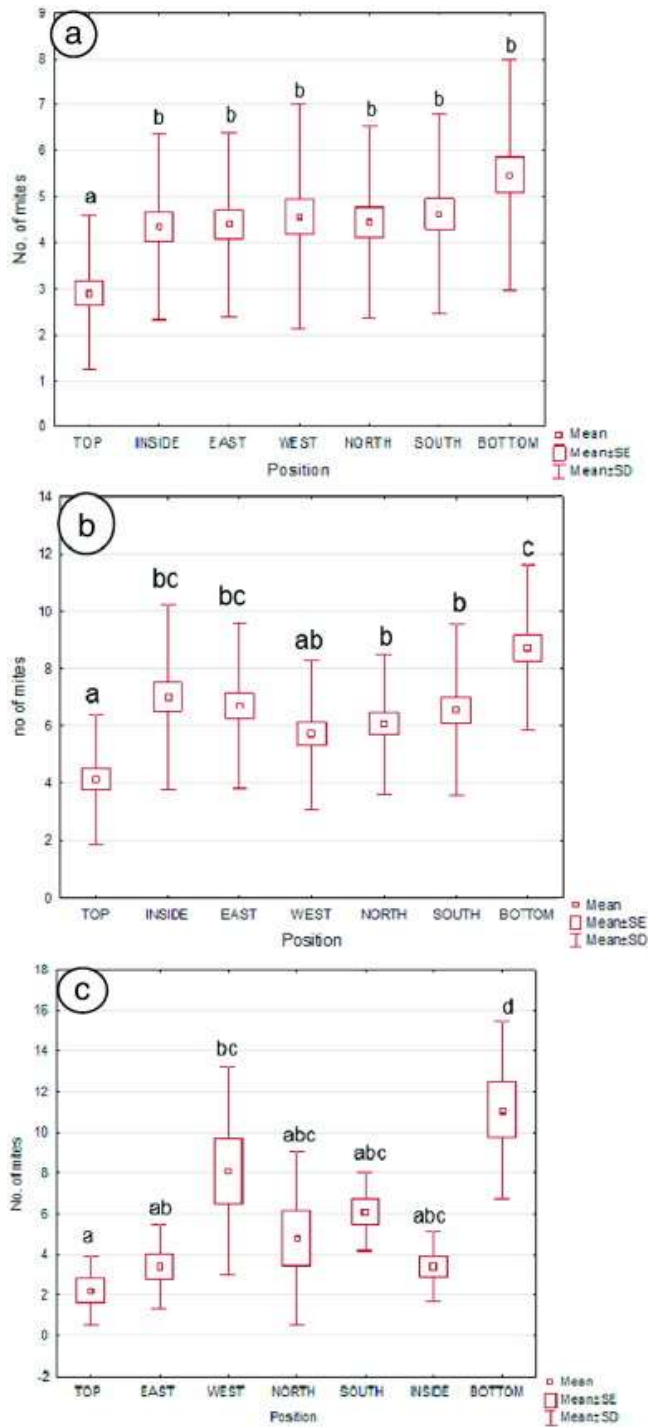 a
9
8
7
6
5
4
3
2
1
0
No. of mites
a
b
b
b
b
b
b
TOP INSIDE EAST WEST NORTH SOUTH BOTTOM
Position
Mean
Mean±SE
Mean±SD
b
14
12
10
8
6
4
2
0
no of mites
a
bc
bc
ab
b
b
c
TOP INSIDE EAST WEST NORTH SOUTH BOTTOM
Position
Mean
Mean±SE
Mean±SD
c
18
16
14
12
10
8
6
4
2
0
-2
No. of mites
a
ab
bc
abc
abc
abc
d
TOP EAST WEST NORTH SOUTH INSIDE BOTTOM
Position
Mean
Mean±SE
Mean±SD